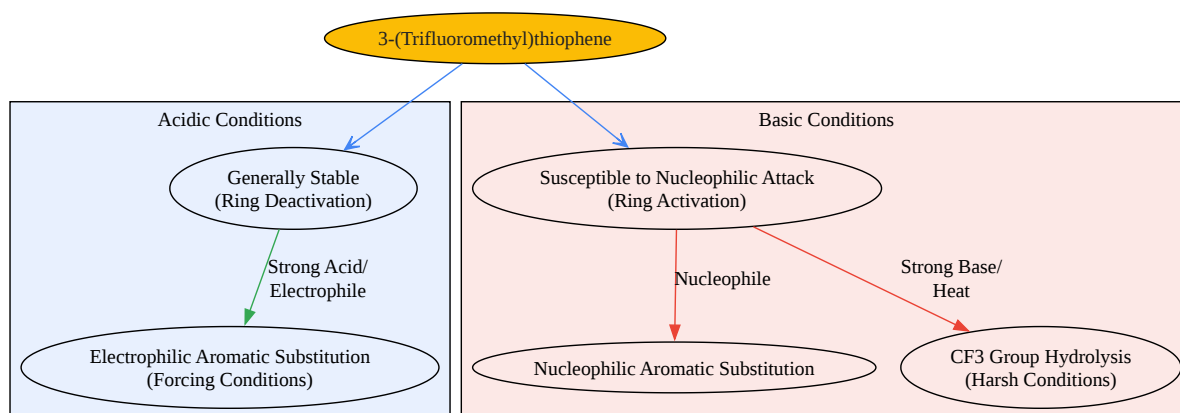 3-(Trifluoromethyl)thiophene
Acidic Conditions
Generally Stable
(Ring Deactivation)
Strong Acid/
Electrophile
Electrophilic Aromatic Substitution
(Forcing Conditions)
Basic Conditions
Susceptible to Nucleophilic Attack
(Ring Activation)
Nucleophile
Strong Base/
Heat
Nucleophilic Aromatic Substitution
CF3 Group Hydrolysis
(Harsh Conditions)